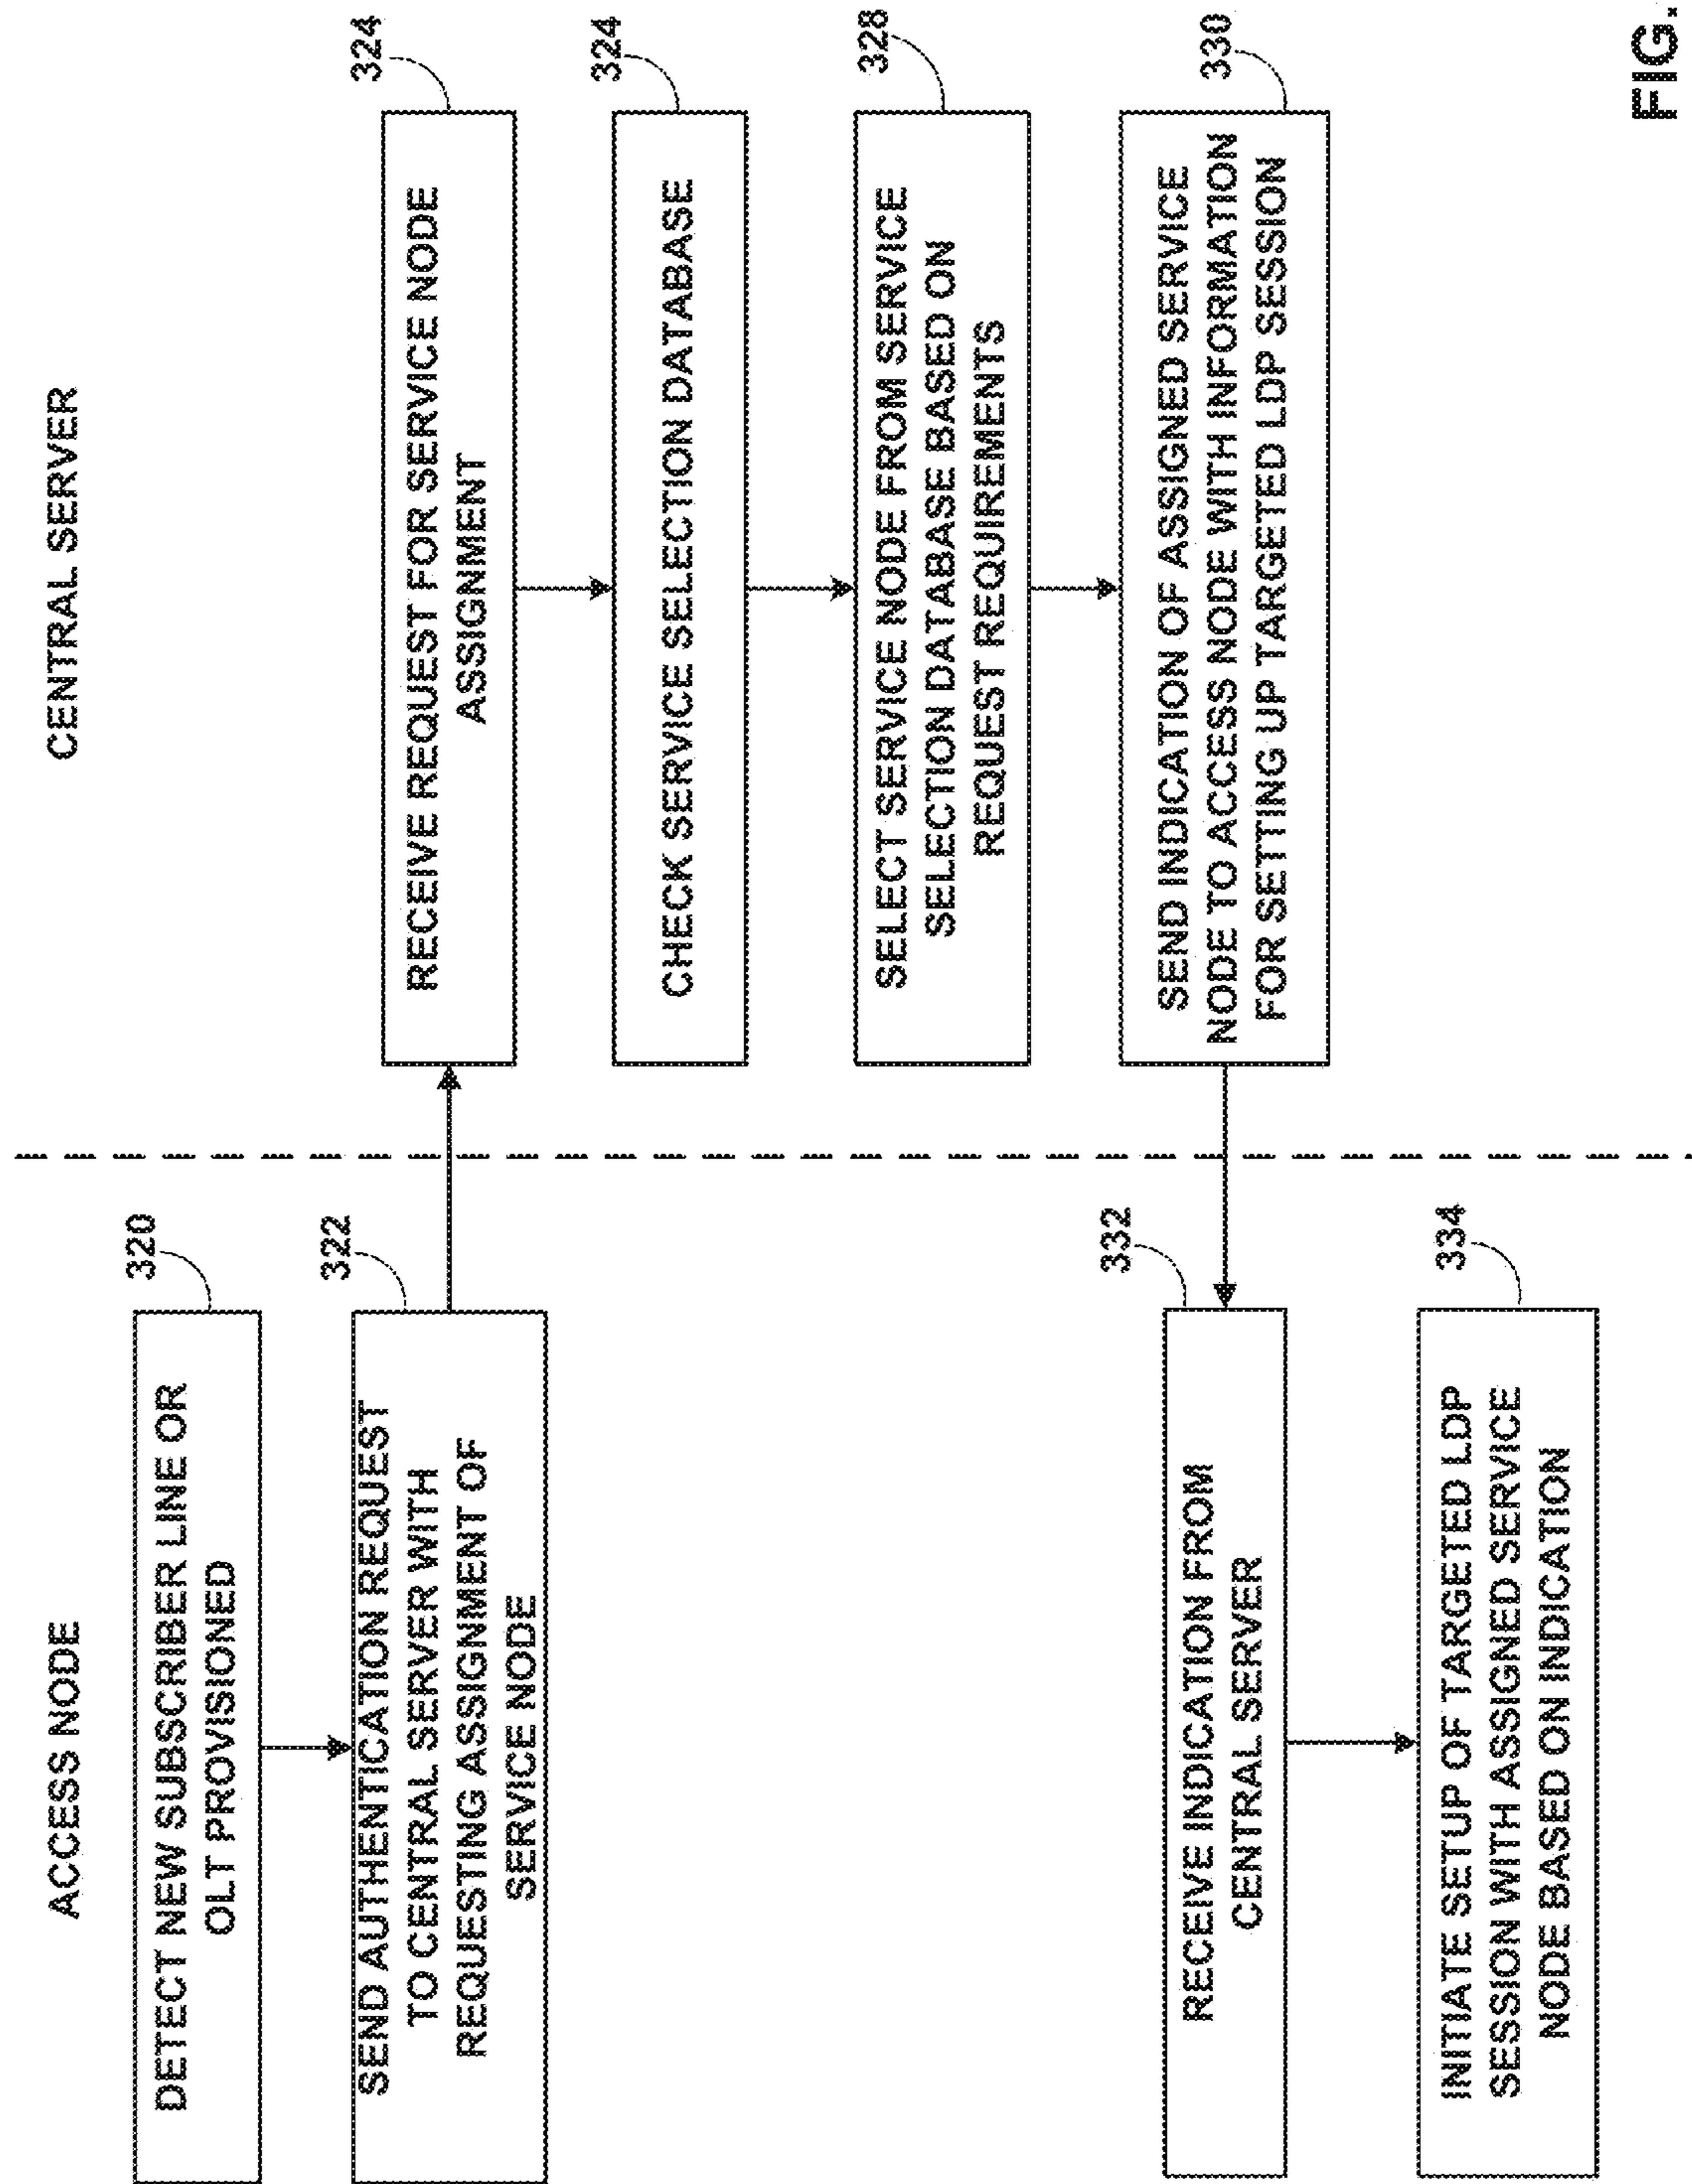 ACCESS NODE
CENTRAL SERVER
320
DETECT NEW SUBSCRIBER LINE OR
OLT PROVISIONED
322
SEND AUTHENTICATION REQUEST
TO CENTRAL SERVER WITH
REQUESTING ASSIGNMENT OF
SERVICE NODE
324
RECEIVE REQUEST FOR SERVICE NODE
ASSIGNMENT
324
CHECK SERVICE SELECTION DATABASE
328
SELECT SERVICE NODE FROM SERVICE
SELECTION DATABASE BASED ON
REQUEST REQUIREMENTS
330
SEND INDICATION OF ASSIGNED SERVICE
NODE TO ACCESS NODE WITH INFORMATION
FOR SETTING UP TARGETED LDP SESSION
332
RECEIVE INDICATION FROM
CENTRAL SERVER
334
INITIATE SETUP OF TARGETED LDP
SESSION WITH ASSIGNED SERVICE
NODE BASED ON INDICATION
FIG.